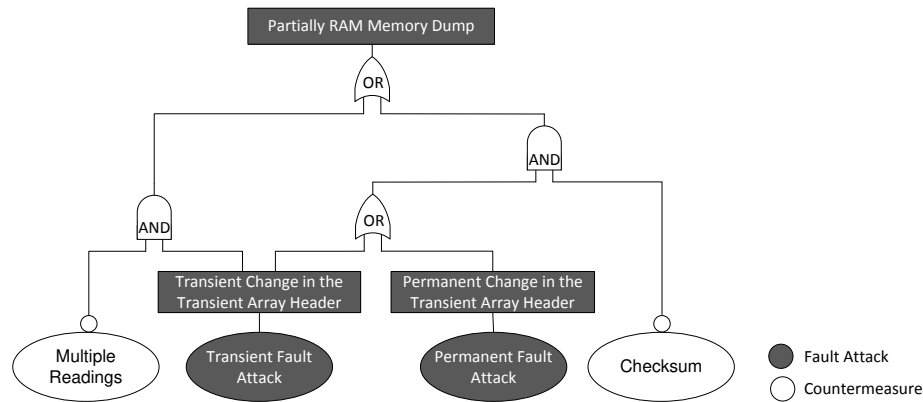 Partially RAM Memory Dump
OR
AND
AND
OR
Transient Change in the
Transient Array Header
Permanent Change in the
Transient Array Header
Multiple
Readings
Transient Fault
Attack
Permanent Fault
Attack
Checksum
Fault Attack
Countermeasure